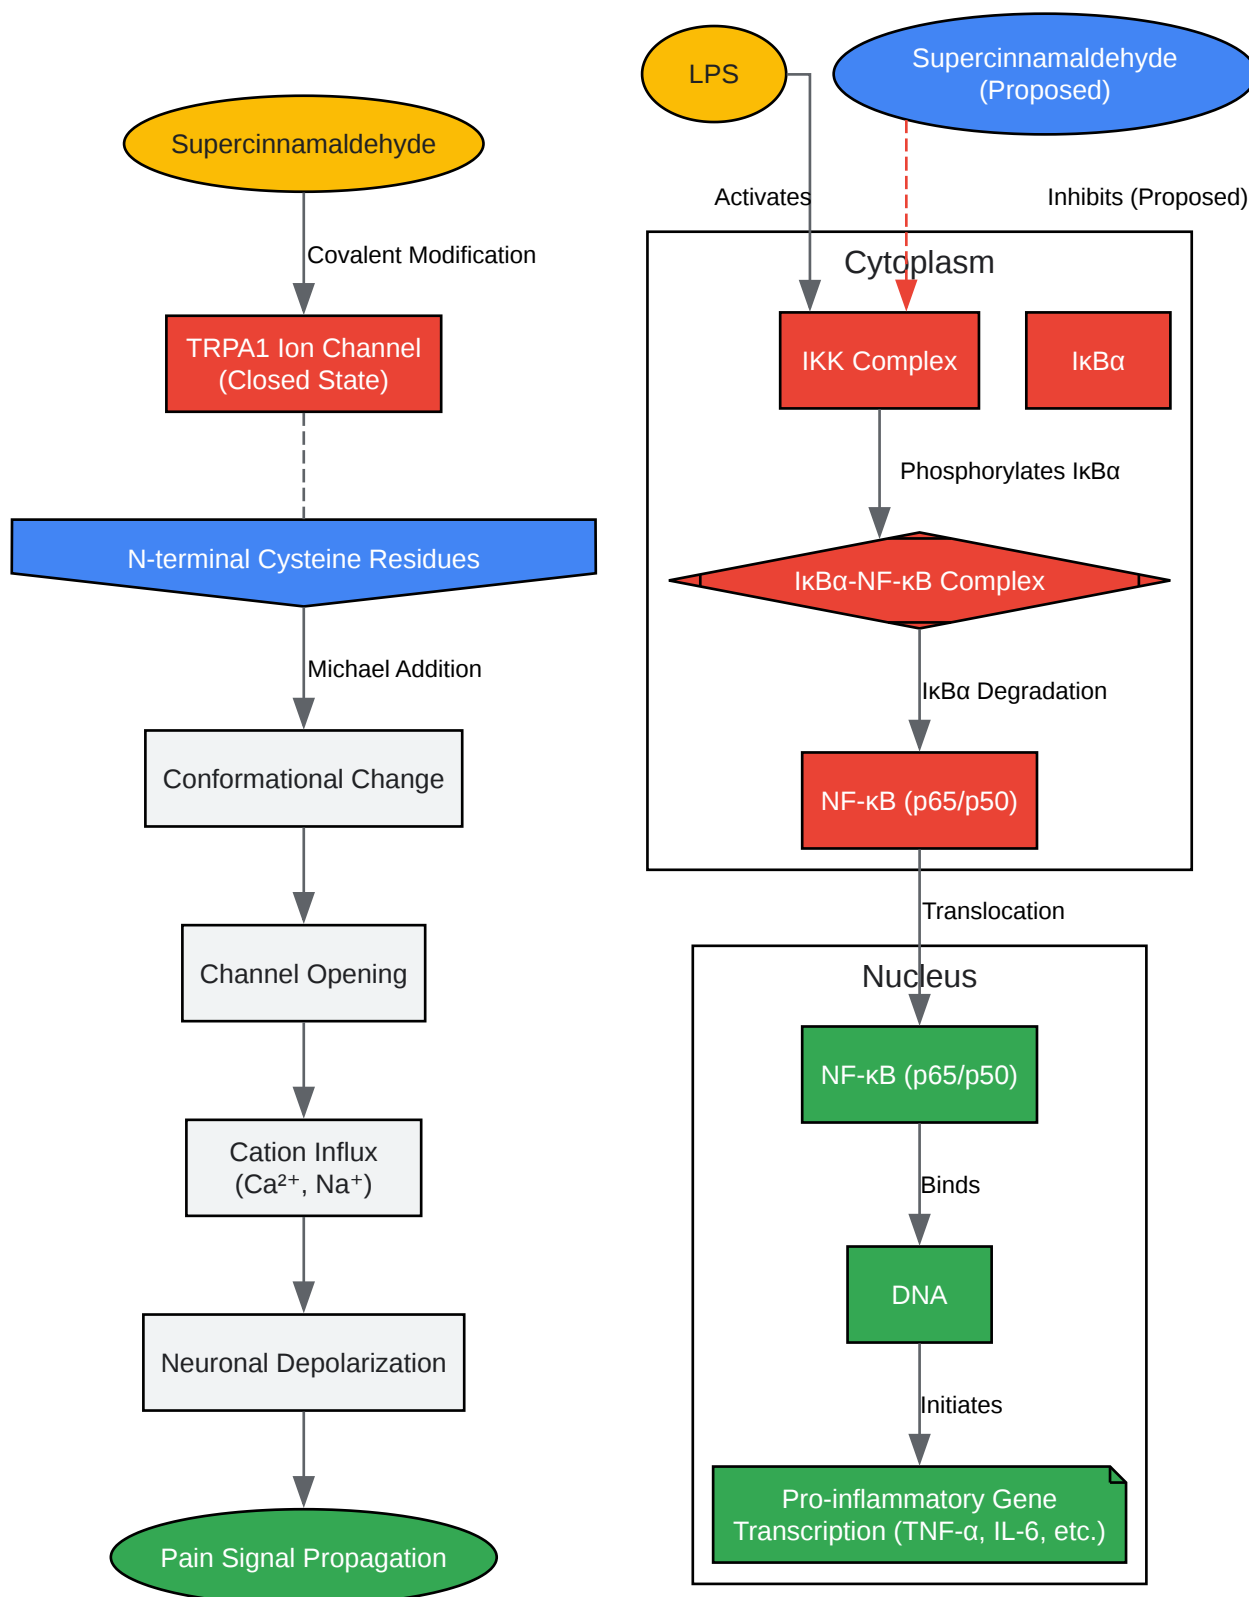 Supercinnamaldehyde
Covalent Modification
TRPA1 Ion Channel
(Closed State)
N-terminal Cysteine Residues
Michael Addition
Conformational Change
Channel Opening
Cation Influx
(Ca²⁺, Na⁺)
Neuronal Depolarization
Pain Signal Propagation
LPS
Supercinnamaldehyde
(Proposed)
Activates
Inhibits (Proposed)
Cytoplasm
IKK Complex
IκBα
Phosphorylates IκBα
IκBα-NF-κB Complex
IκBα Degradation
NF-κB (p65/p50)
Translocation
Nucleus
NF-κB (p65/p50)
Binds
DNA
Initiates
Pro-inflammatory Gene
Transcription (TNF-α, IL-6, etc.)